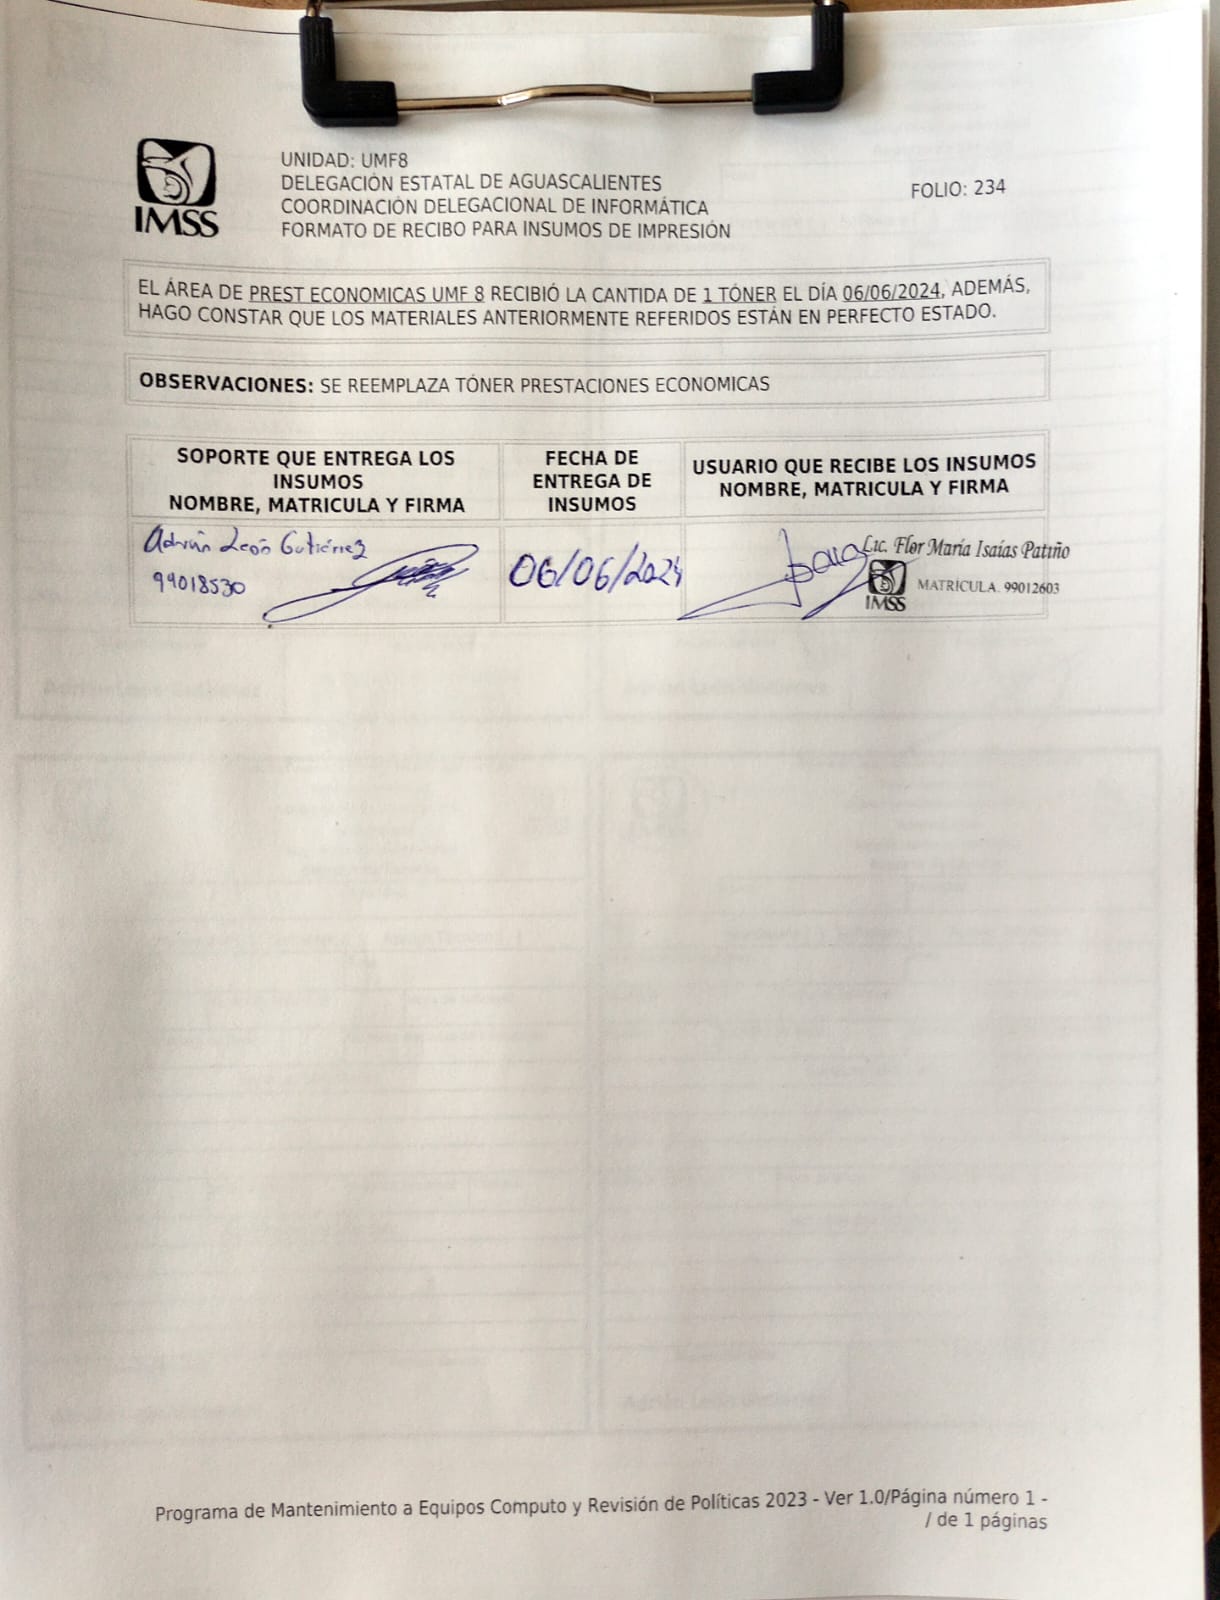 IMSS
UNIDAD: UMF8
DELEGACIÓN ESTATAL DE AGUASCALIENTES
COORDINACIÓN DELEGACIONAL DE INFORMÁTICA
FORMATO DE RECIBO PARA INSUMOS DE IMPRESIÓN
FOLIO: 234
EL ÁREA DE PREST ECONOMICAS UMF 8 RECIBIÓ LA CANTIDA DE 1 TÓNER EL DÍA 06/06/2024, ADEMÁS,
HAGO CONSTAR QUE LOS MATERIALES ANTERIORMENTE REFERIDOS ESTÁN EN PERFECTO ESTADO.
OBSERVACIONES: SE REEMPLAZA TÓNER PRESTACIONES ECONOMICAS
SOPORTE QUE ENTREGA LOS
INSUMOS
NOMBRE, MATRICULA Y FIRMA
FECHA DE
ENTREGA DE
INSUMOS
USUARIO QUE RECIBE LOS INSUMOS
NOMBRE, MATRICULA Y FIRMA
Adrián León Gutiérrez
99018530
06/06/2024
Lic. Flor María Isaías Patiño
IMSS
MATRICULA. 99012603
Programa de Mantenimiento a Equipos Computo y Revisión de Políticas 2023 - Ver 1.0/Página número 1 -
/ de 1 páginas